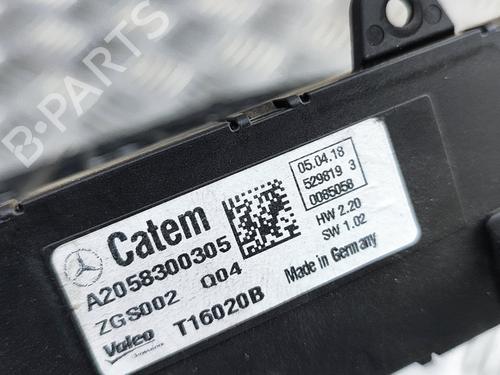 B-PARTS
Catem
A2058300305
ZGS002 Q04
Valeo T16020B
05.04.18
529819 3
0085058
HW 2.20
SW 1.02
Made in Germany